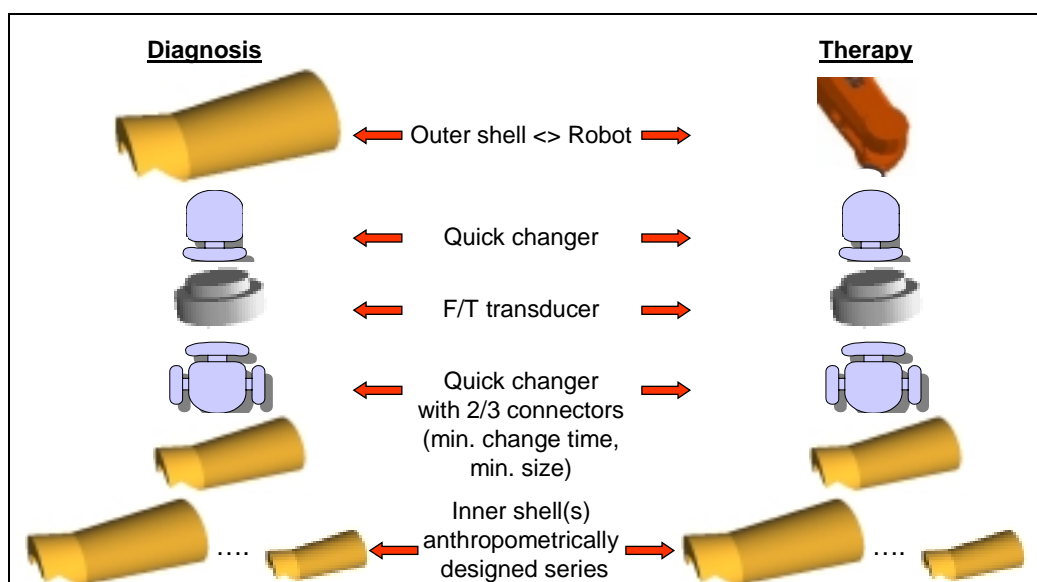 Diagnosis
Therapy
Outer shell <> Robot
Quick changer
F/T transducer
Quick changer
with 2/3 connectors
(min. change time,
min. size)
Inner shell(s)
anthropometrically
designed series
....
....